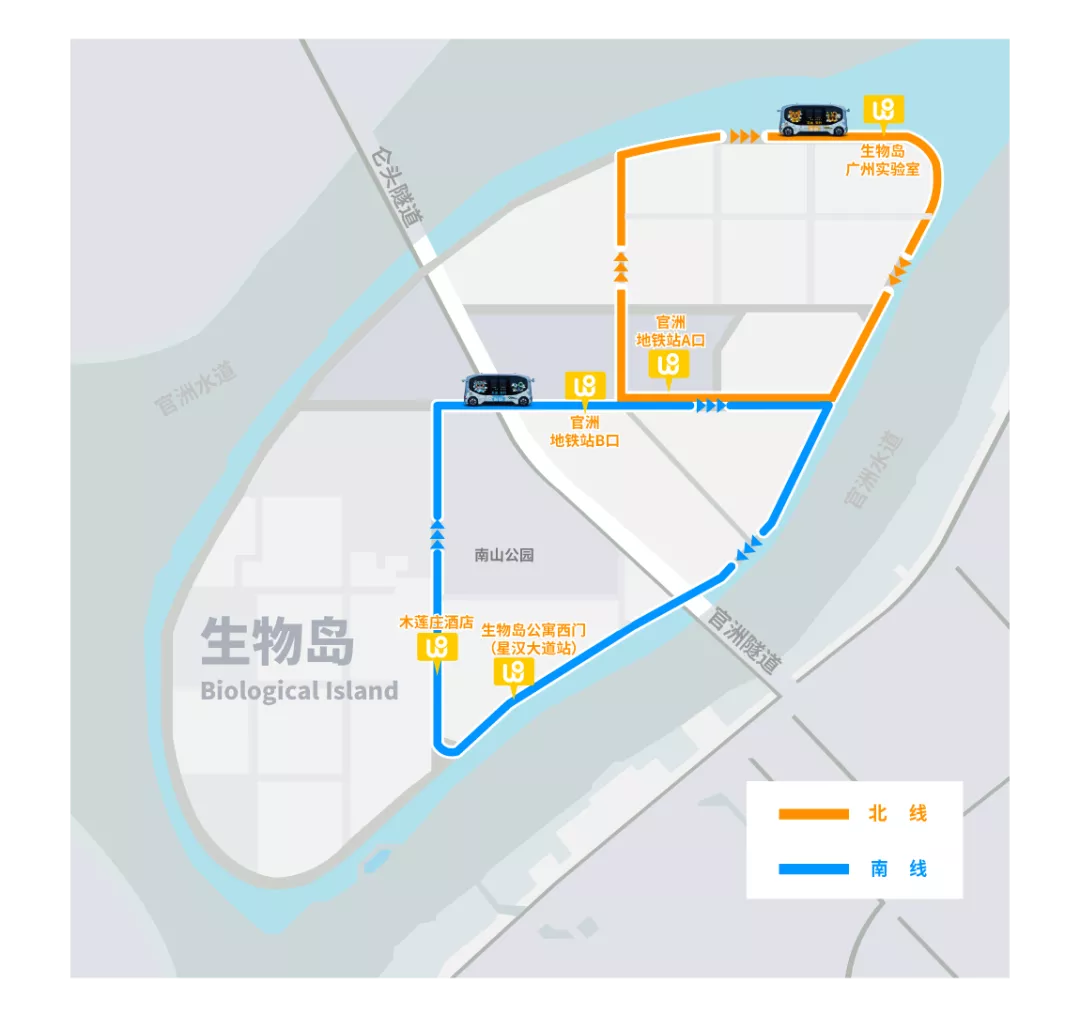 仑头隧道
生物岛
广州实验室
官洲
地铁站A口
官洲水道
官洲
地铁站B口
官洲水道
南山公园
木莲庄酒店
生物岛公寓西门
(星汉大道站)
官洲隧道
生物岛
Biological Island
北 线
南 线